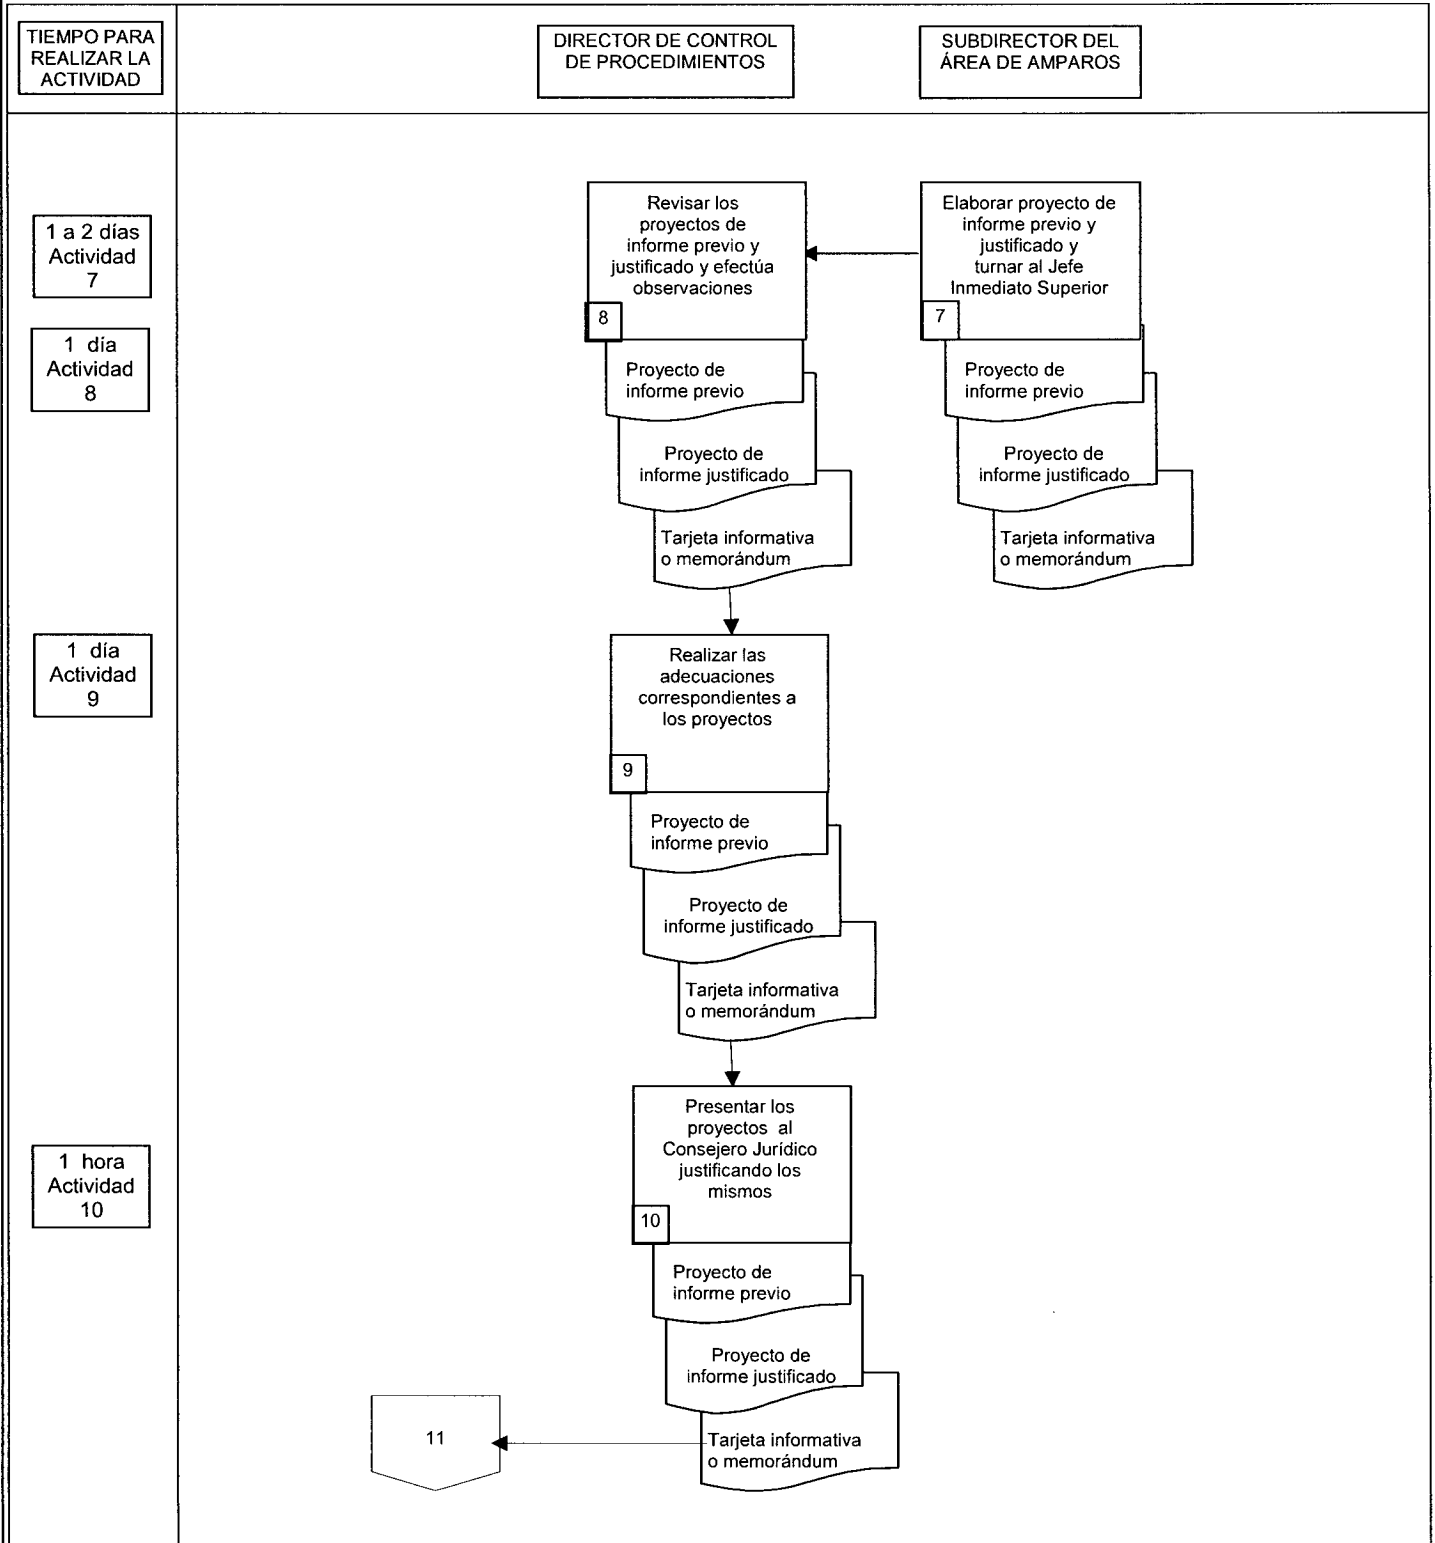 TIEMPO PARA
REALIZAR LA
ACTIVIDAD
DIRECTOR DE CONTROL
DE PROCEDIMIENTOS
SUBDIRECTOR DEL
ÁREA DE AMPAROS
1 a 2 días
Actividad
7
Revisar los
proyectos de
informe previo y
justificado y efectúa
observaciones
8
Elaborar proyecto de
informe previo y
justificado y
turnar al Jefe
Inmediato Superior
7
1 día
Actividad
8
Proyecto de
informe previo
Proyecto de
informe justificado
Tarjeta informativa
o memorándum
Proyecto de
informe previo
Proyecto de
informe justificado
Tarjeta informativa
o memorándum
1 día
Actividad
9
Realizar las
adecuaciones
correspondientes a
los proyectos
9
Proyecto de
informe previo
Proyecto de
informe justificado
Tarjeta informativa
o memorándum
1 hora
Actividad
10
Presentar los
proyectos al
Consejero Jurídico
justificando los
mismos
10
Proyecto de
informe previo
Proyecto de
informe justificado
Tarjeta informativa
o memorándum
11